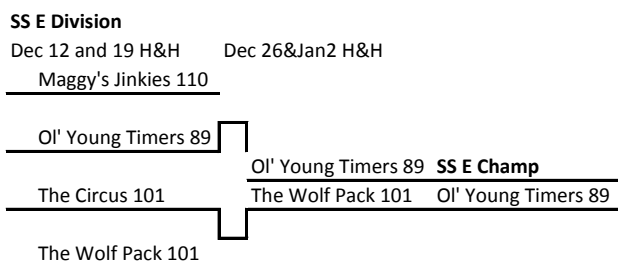 SS E Division
Dec 12 and 19 H&H Dec 26&Jan2 H&H
Maggy's Jinkies 110
Ol' Young Timers 89
Ol' Young Timers 89 SS E Champ
The Circus 101 The Wolf Pack 101 Ol' Young Timers 89
The Wolf Pack 101